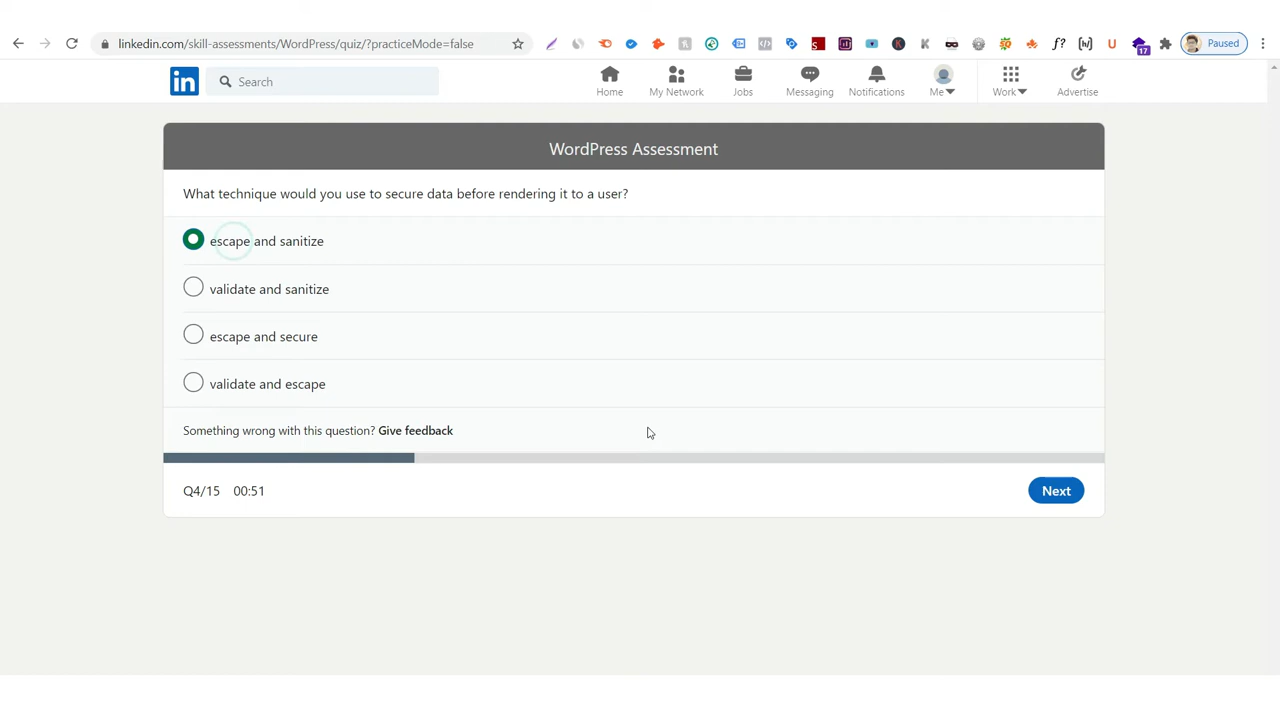 linkedin.com/skill-assessments/WordPress/quiz/?practiceMode=false
Paused
17
in
Search
Home
My Network
Jobs
Messaging
Notifications
Me
Work
Advertise
WordPress Assessment
What technique would you use to secure data before rendering it to a user?
escape and sanitize
validate and sanitize
escape and secure
validate and escape
Something wrong with this question? Give feedback
Q4/15 00:51
Next